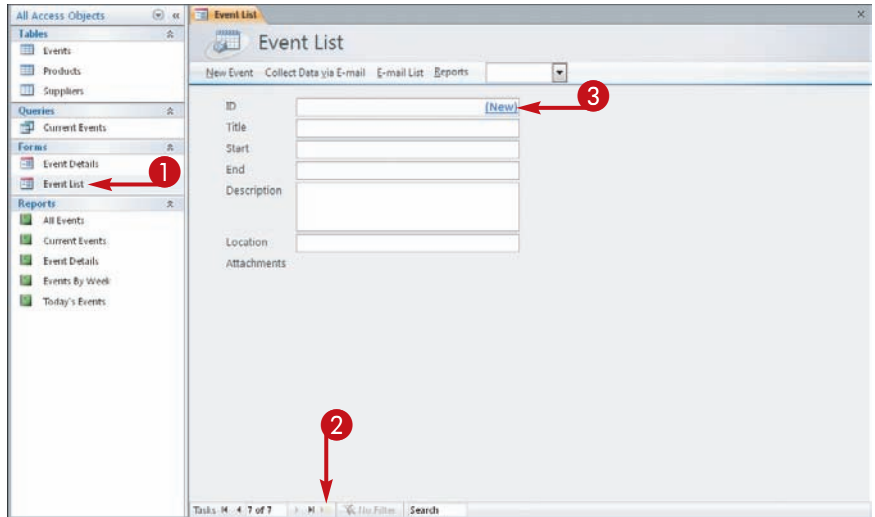 All Access Objects
Tables
Events
Products
Suppliers
Queries
Current Events
Forms
Event Details
Event List
Reports
All Events
Current Events
Event Details
Events By Week
Today's Events
1
Event List
Event List
New Event Collect Data via E-mail E-mail List Reports
ID (New)
3
Title
Start
End
Description
Location
Attachments
2
Tasks 7 of 7 No Filter Search